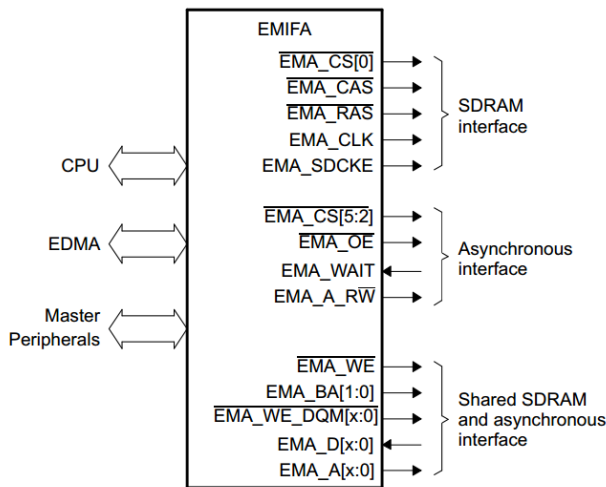 EMIFA
EMA_CS[0]
EMA_CAS
EMA_RAS
EMA_CLK
EMA_SDCKE
SDRAM
interface
CPU
EMA_CS[5:2]
EMA_OE
EMA_WAIT
EMA_A_RW
Asynchronous
interface
EDMA
Master
Peripherals
EMA_WE
EMA_BA[1:0]
EMA_WE_DQM[x:0]
EMA_D[x:0]
EMA_A[x:0]
Shared SDRAM
and asynchronous
interface